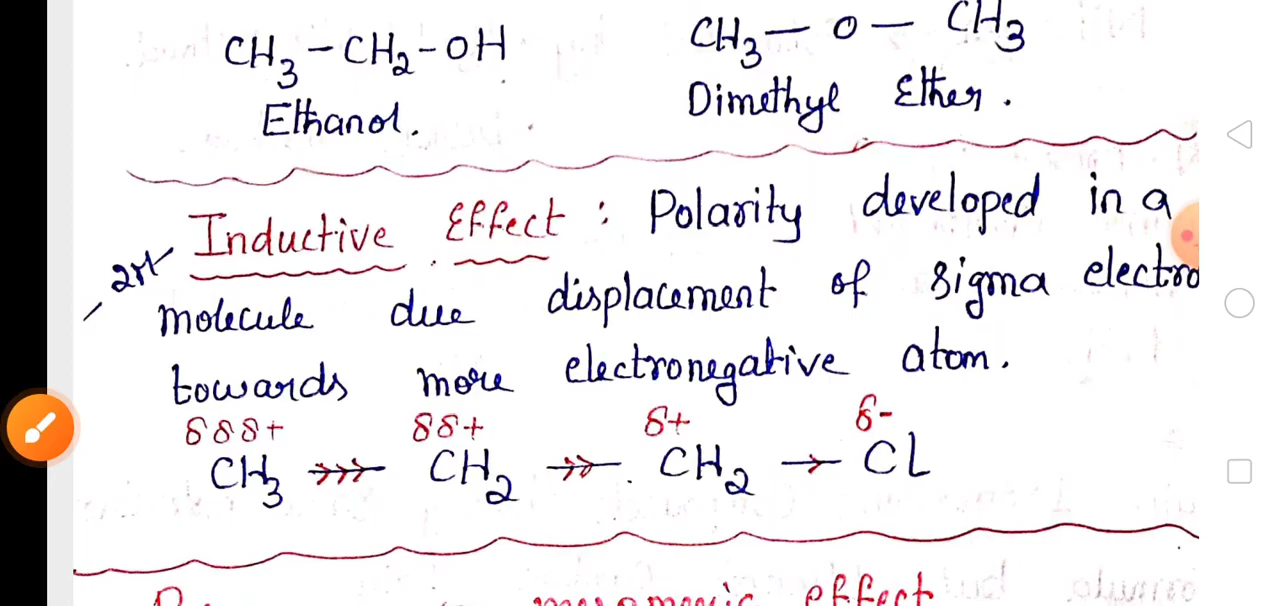 CH3 - CH2 - OH
CH3 — O — CH3
Ethanol.
Dimethyl Ether.
Inductive Effect : Polarity developed in a
molecule due displacement of sigma electro
towards more electronegative atom.
δδδ+ δδ+ δ+ δ-
CH3 →→→ CH2 →→ CH2 → CL
effect